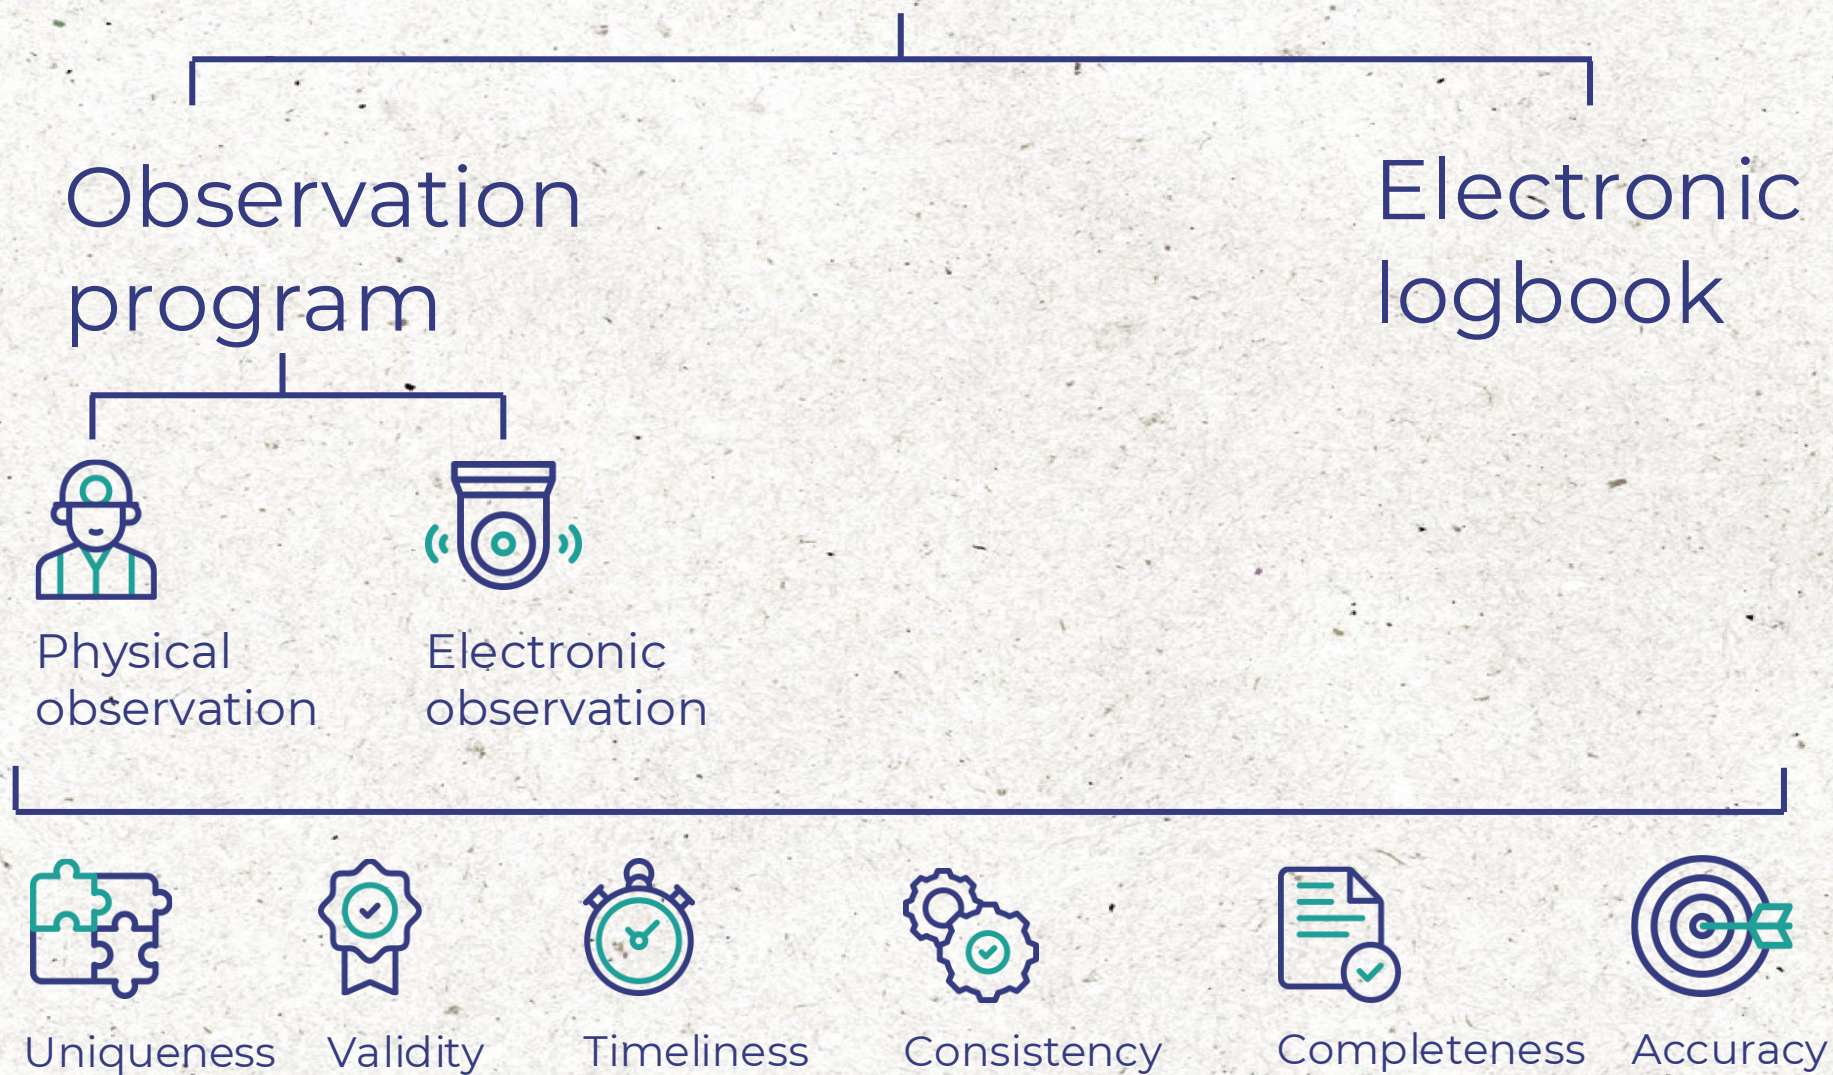 Observation
program
Electronic
logbook
Physical
observation
Electronic
observation
Uniqueness
Validity
Timeliness
Consistency
Completeness
Accuracy